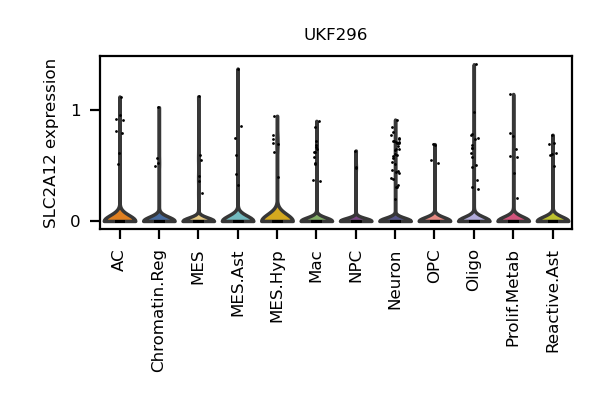 UKF296
SLC2A12 expression
1
0
AC
Chromatin.Reg
MES
MES.Ast
MES.Hyp
Mac
NPC
Neuron
OPC
Oligo
Prolif.Metab
Reactive.Ast